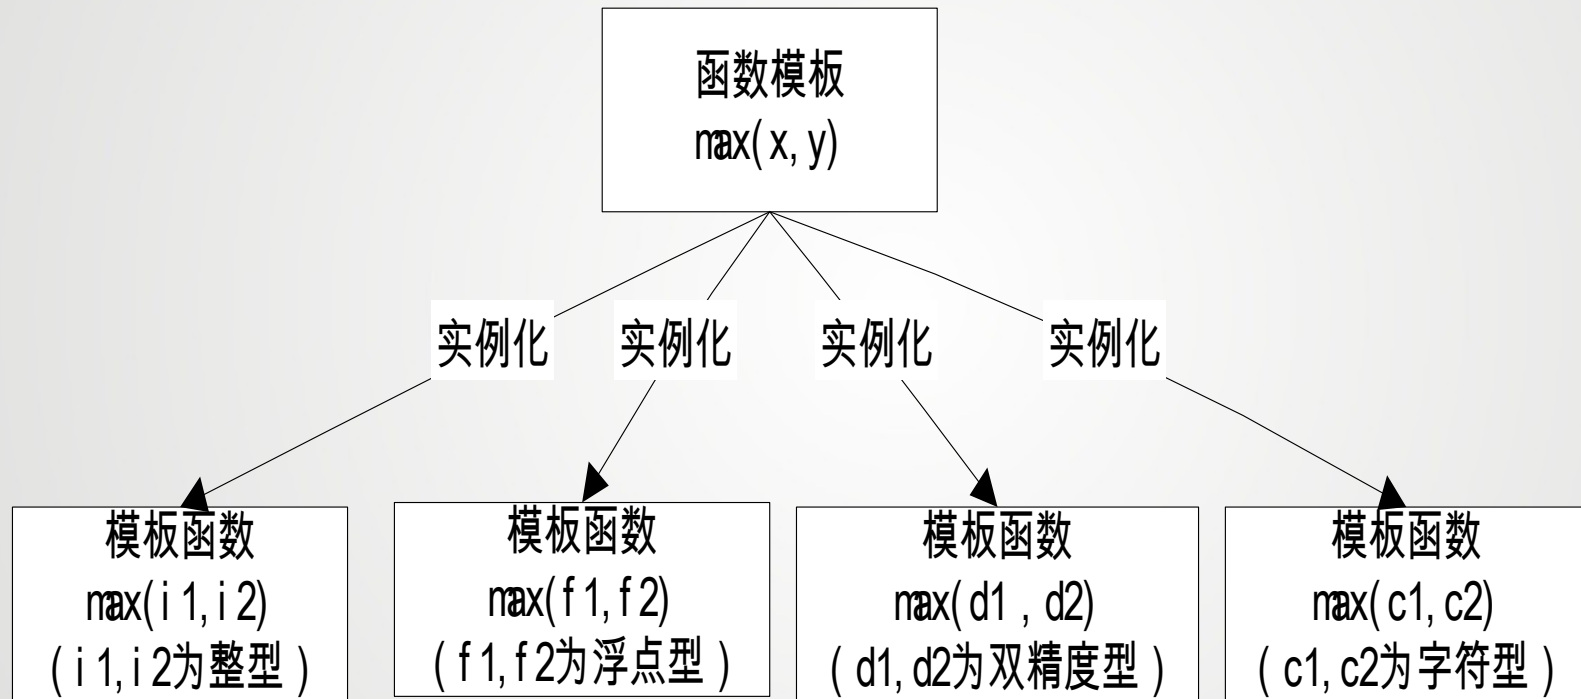 函数模板
max(x,y)
实例化
实例化
实例化
实例化
模板函数
max(i1,i2)
(i1,i2为整型)
模板函数
max(f1,f2)
(f1,f2为浮点型)
模板函数
max(d1,d2)
(d1,d2为双精度型)
模板函数
max(c1,c2)
(c1,c2为字符型)